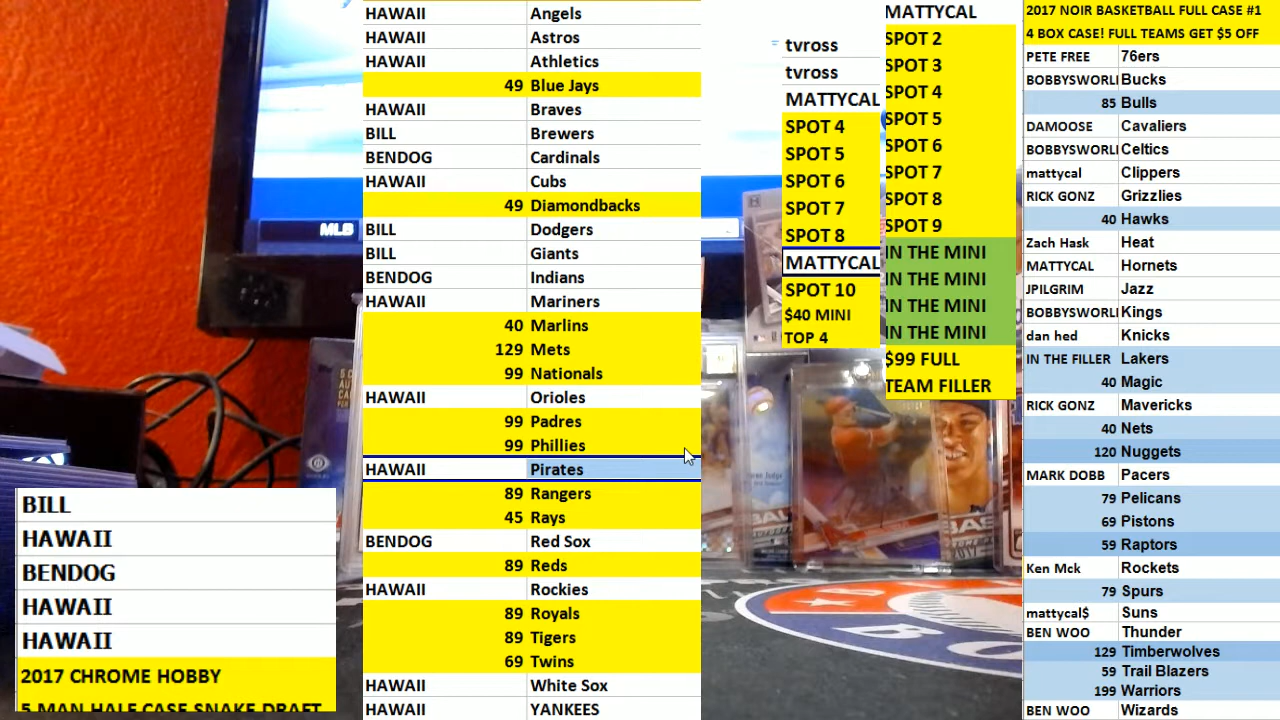 HAWAII Angels
HAWAII Astros
HAWAII Athletics
49 Blue Jays
HAWAII Braves
BILL Brewers
BENDOG Cardinals
HAWAII Cubs
49 Diamondbacks
BILL Dodgers
BILL Giants
BENDOG Indians
HAWAII Mariners
40 Marlins
129 Mets
99 Nationals
HAWAII Orioles
99 Padres
99 Phillies
HAWAII Pirates
89 Rangers
45 Rays
BENDOG Red Sox
89 Reds
HAWAII Rockies
89 Royals
89 Tigers
69 Twins
HAWAII White Sox
HAWAII YANKEES
MLB
BILL
HAWAII
BENDOG
HAWAII
HAWAII
2017 CHROME HOBBY
5 MAN HALF CASE SNAKE DRAFT
tvross
tvross
MATTYCAL
SPOT 4
SPOT 5
SPOT 6
SPOT 7
SPOT 8
MATTYCAL
SPOT 10
$40 MINI
TOP 4
MATTYCAL
SPOT 2
SPOT 3
SPOT 4
SPOT 5
SPOT 6
SPOT 7
SPOT 8
SPOT 9
IN THE MINI
IN THE MINI
IN THE MINI
IN THE MINI
$99 FULL
TEAM FILLER
2017 NOIR BASKETBALL FULL CASE #1
4 BOX CASE! FULL TEAMS GET $5 OFF
PETE FREE 76ers
BOBBYSWORL Bucks
85 Bulls
DAMOOSE Cavaliers
BOBBYSWORL Celtics
mattycal Clippers
RICK GONZ Grizzlies
40 Hawks
Zach Hask Heat
MATTYCAL Hornets
JPILGRIM Jazz
BOBBYSWORL Kings
dan hed Knicks
IN THE FILLER Lakers
40 Magic
RICK GONZ Mavericks
40 Nets
120 Nuggets
MARK DOBB Pacers
79 Pelicans
69 Pistons
59 Raptors
Ken Mck Rockets
79 Spurs
mattycal$ Suns
BEN WOO Thunder
129 Timberwolves
59 Trail Blazers
199 Warriors
BEN WOO Wizards